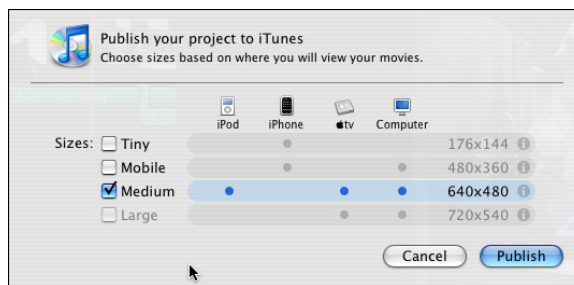 Publish your project to iTunes
Choose sizes based on where you will view your movies.
iPod iPhone tv Computer
Sizes: Tiny 176x144
Mobile 480x360
Medium 640x480
Large 720x540
Cancel Publish